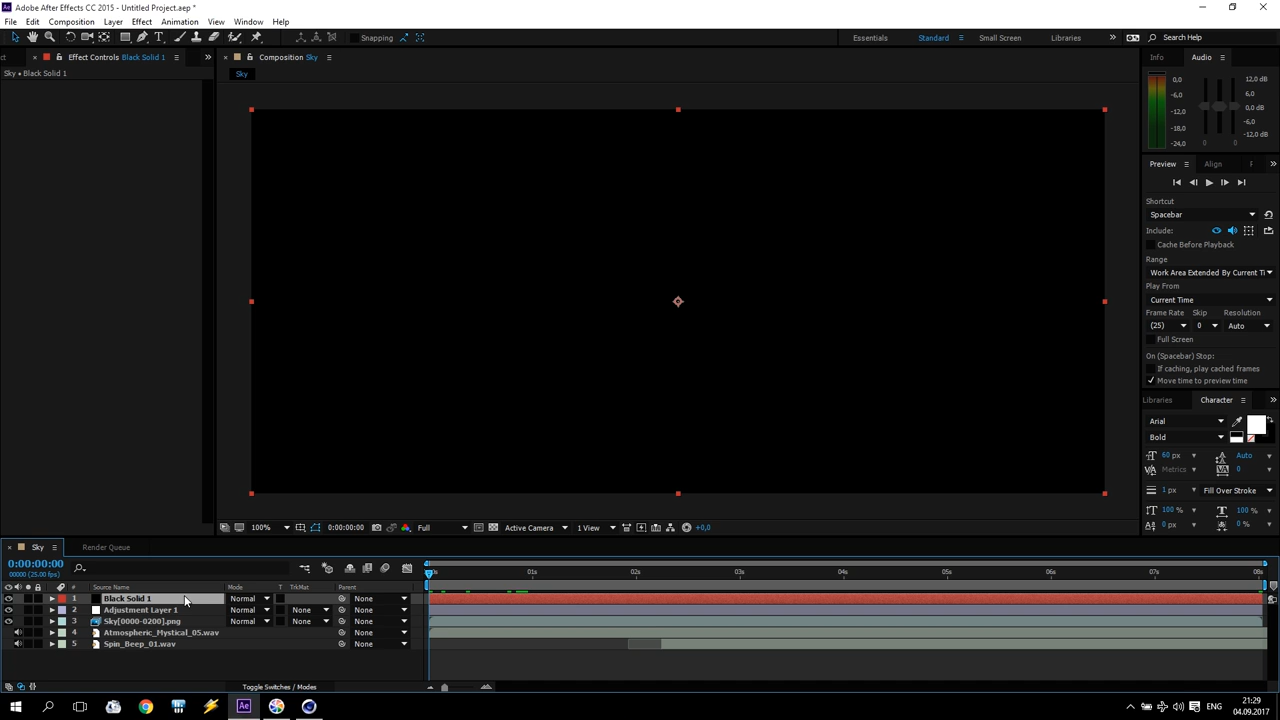 Adobe After Effects CC 2015 - Untitled Project.aep *
File Edit Composition Layer Effect Animation View Window Help
Snapping
Essentials Standard Small Screen Libraries Search Help
Effect Controls Black Solid 1
Composition Sky
Info Audio
Sky • Black Solid 1
Sky
0,0
-6,0
-12,0
-18,0
-24,0
12,0 dB
6,0
0,0 dB
-6,0
-12,0 dB
0 0
Preview Align
Shortcut
Spacebar
Include:
Cache Before Playback
Range
Work Area Extended By Current Ti
Play From
Current Time
Frame Rate Skip Resolution
(25) 0 Auto
Full Screen
On (Spacebar) Stop:
If caching, play cached frames
Move time to preview time
Libraries Character
Arial
Bold
60 px Auto
Metrics 0
1 px Fill Over Stroke
100 % 100 %
0 px 0 %
100% 0:00:00:00 Full Active Camera 1 View +0,0
Sky Render Queue
0:00:00:00
00000 (25.00 fps)
01s 02s 03s 04s 05s 06s 07s 08s
# Source Name Mode T TrkMat Parent
1 Black Solid 1 Normal None
2 Adjustment Layer 1 Normal None None
3 Sky[0000-0200].png Normal None None
4 Atmospheric_Mystical_05.wav None
5 Spin_Beep_01.wav None
Toggle Switches / Modes
ENG
21:29
04.09.2017